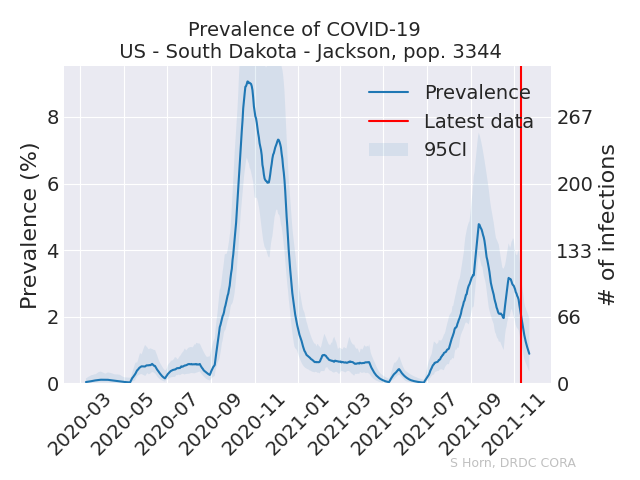 Prevalence of COVID-19
US - South Dakota - Jackson, pop. 3344
Prevalence
Latest data
95CI
Prevalence (%)
8
6
4
2
0
267
200
133
66
0
# of infections
2020-03
2020-05
2020-07
2020-09
2020-11
2021-01
2021-03
2021-05
2021-07
2021-09
2021-11
S Horn, DRDC CORA